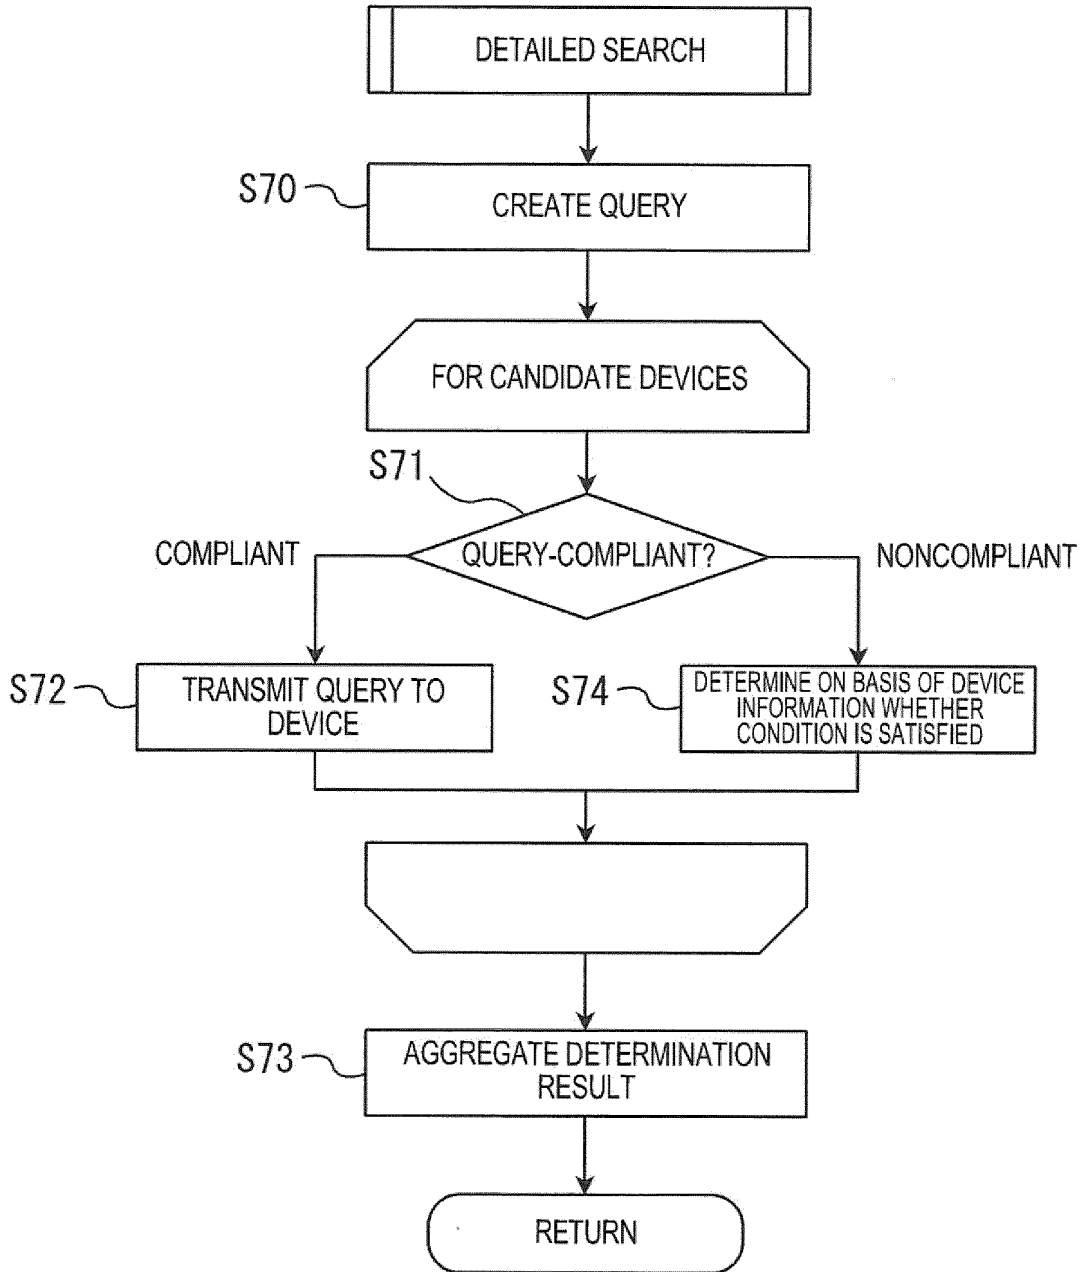 DETAILED SEARCH
S70
CREATE QUERY
FOR CANDIDATE DEVICES
S71
COMPLIANT
QUERY-COMPLIANT?
NONCOMPLIANT
S72
TRANSMIT QUERY TO
DEVICE
S74
DETERMINE ON BASIS OF DEVICE
INFORMATION WHETHER
CONDITION IS SATISFIED
S73
AGGREGATE DETERMINATION
RESULT
RETURN